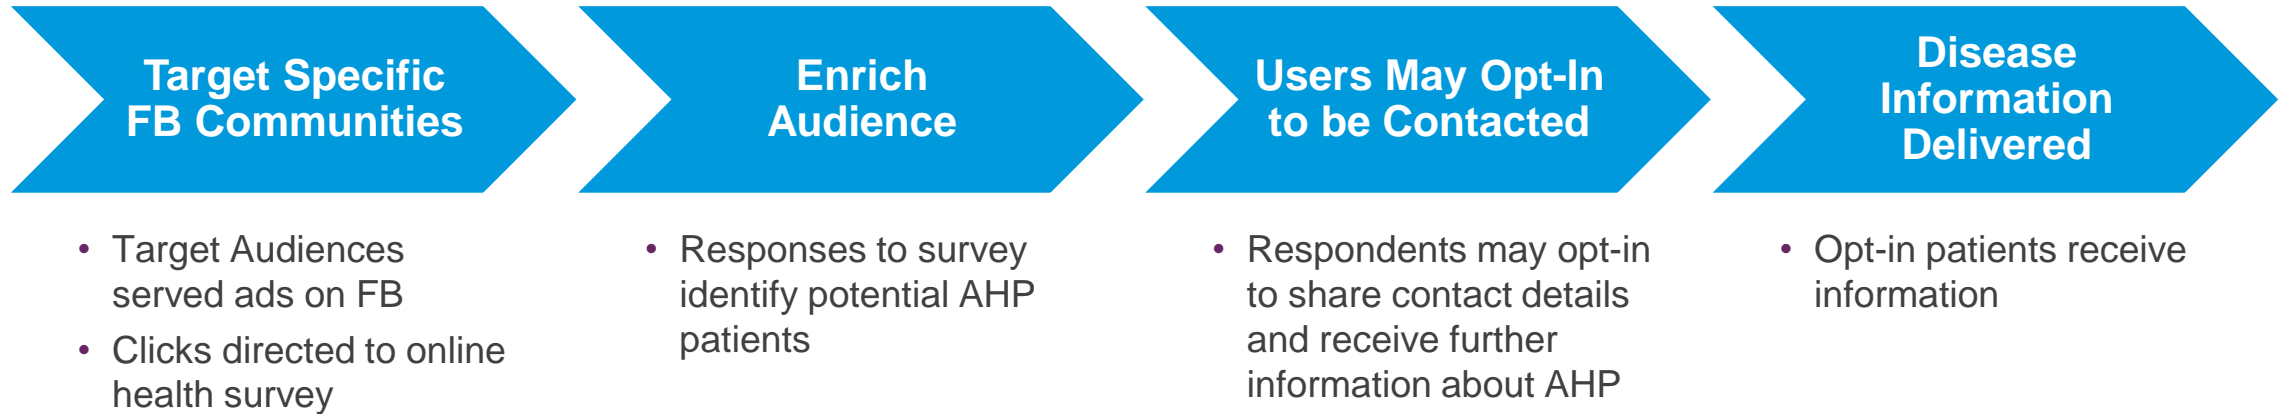 Target Specific
FB Communities
• Target Audiences
served ads on FB
• Clicks directed to online
health survey
Enrich
Audience
• Responses to survey
identify potential AHP
patients
Users May Opt-In
to be Contacted
• Respondents may opt-in
to share contact details
and receive further
information about AHP
Disease
Information
Delivered
• Opt-in patients receive
information